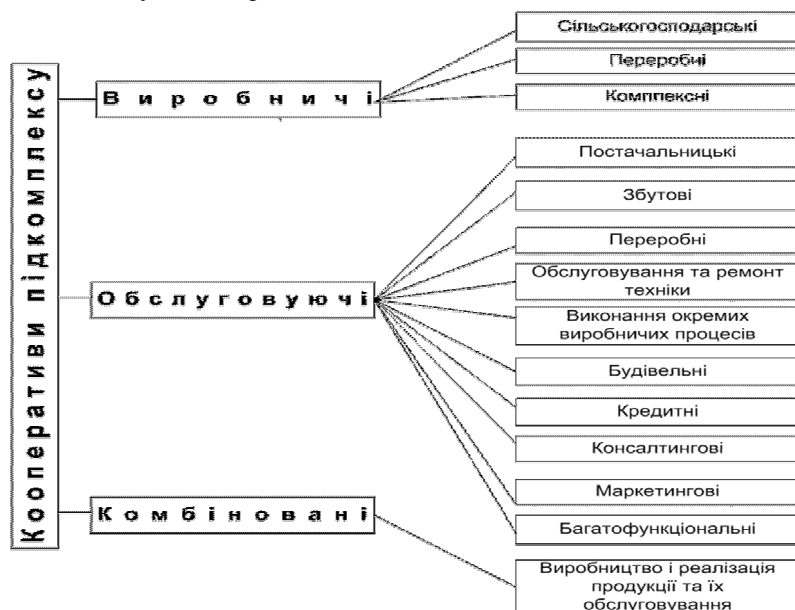 Кооперативи підкомплексу
Виробничі
Сільськогосподарські
Переробні
Комплексні
Обслуговуючі
Постачальницькі
Збутові
Переробні
Обслуговування та ремонт
техніки
Виконання окремих
виробничих процесів
Будівельні
Кредитні
Консалтингові
Маркетингові
Багатофункціональні
Комбіновані
Виробництво і реалізація
продукції та їх
обслуговування